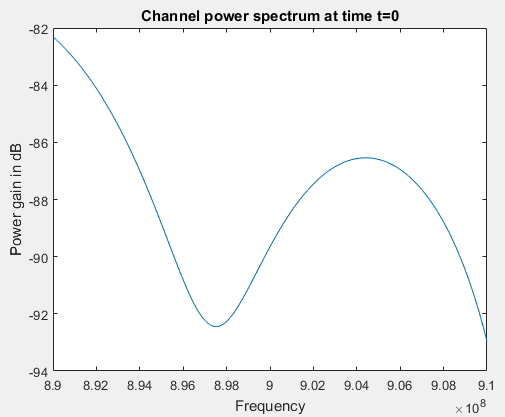 Channel power spectrum at time t=0
-82
-84
-86
-88
-90
-92
-94
Power gain in dB
8.9 8.92 8.94 8.96 8.98 9 9.02 9.04 9.06 9.08 9.1
×10^8
Frequency